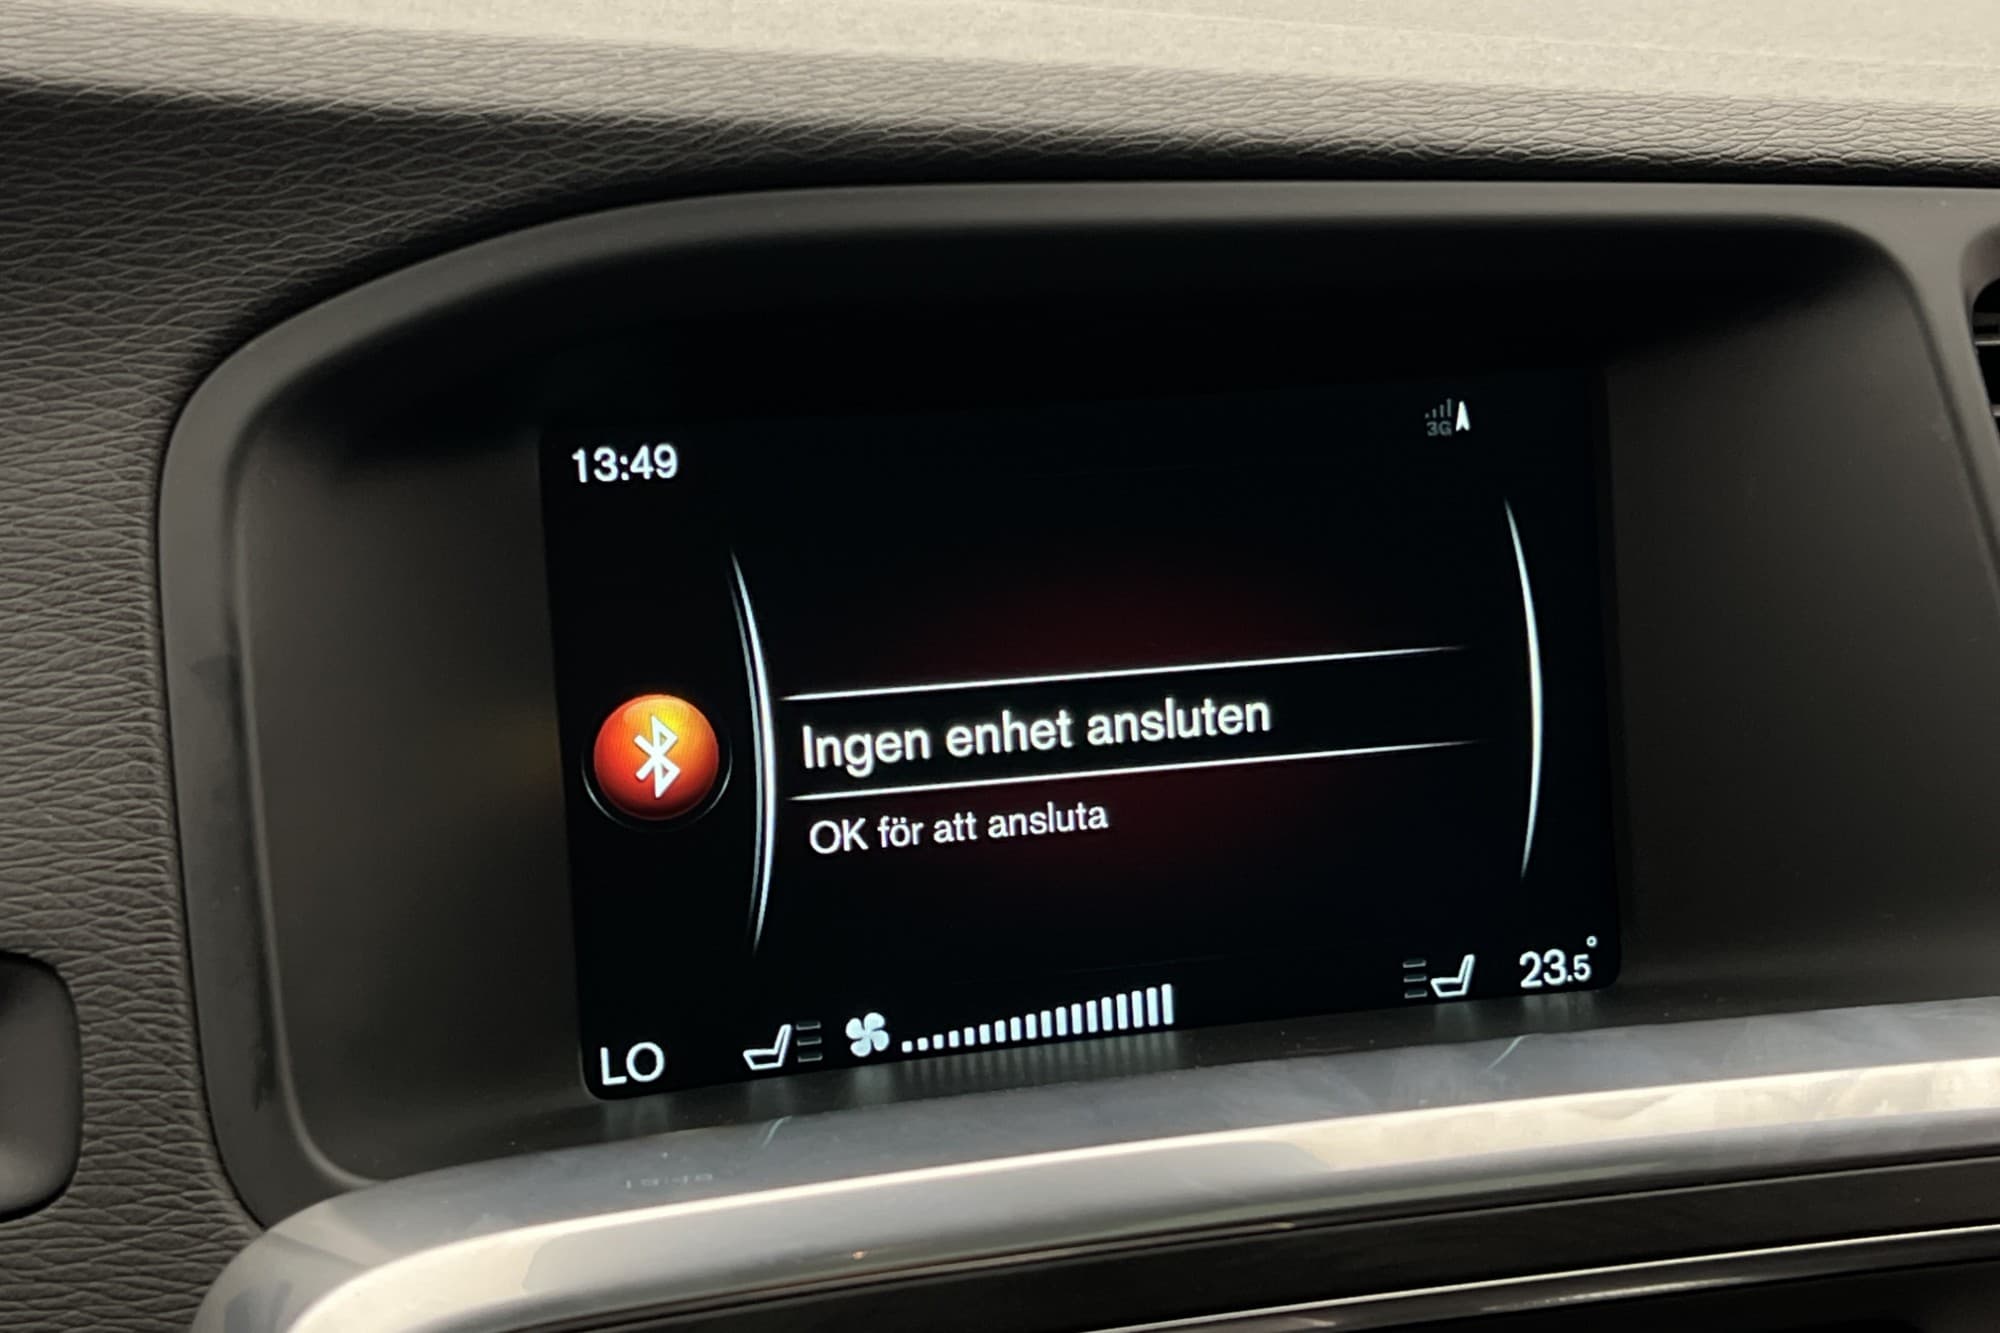 13:49
3G
Ingen enhet ansluten
OK för att ansluta
LO
23.5°